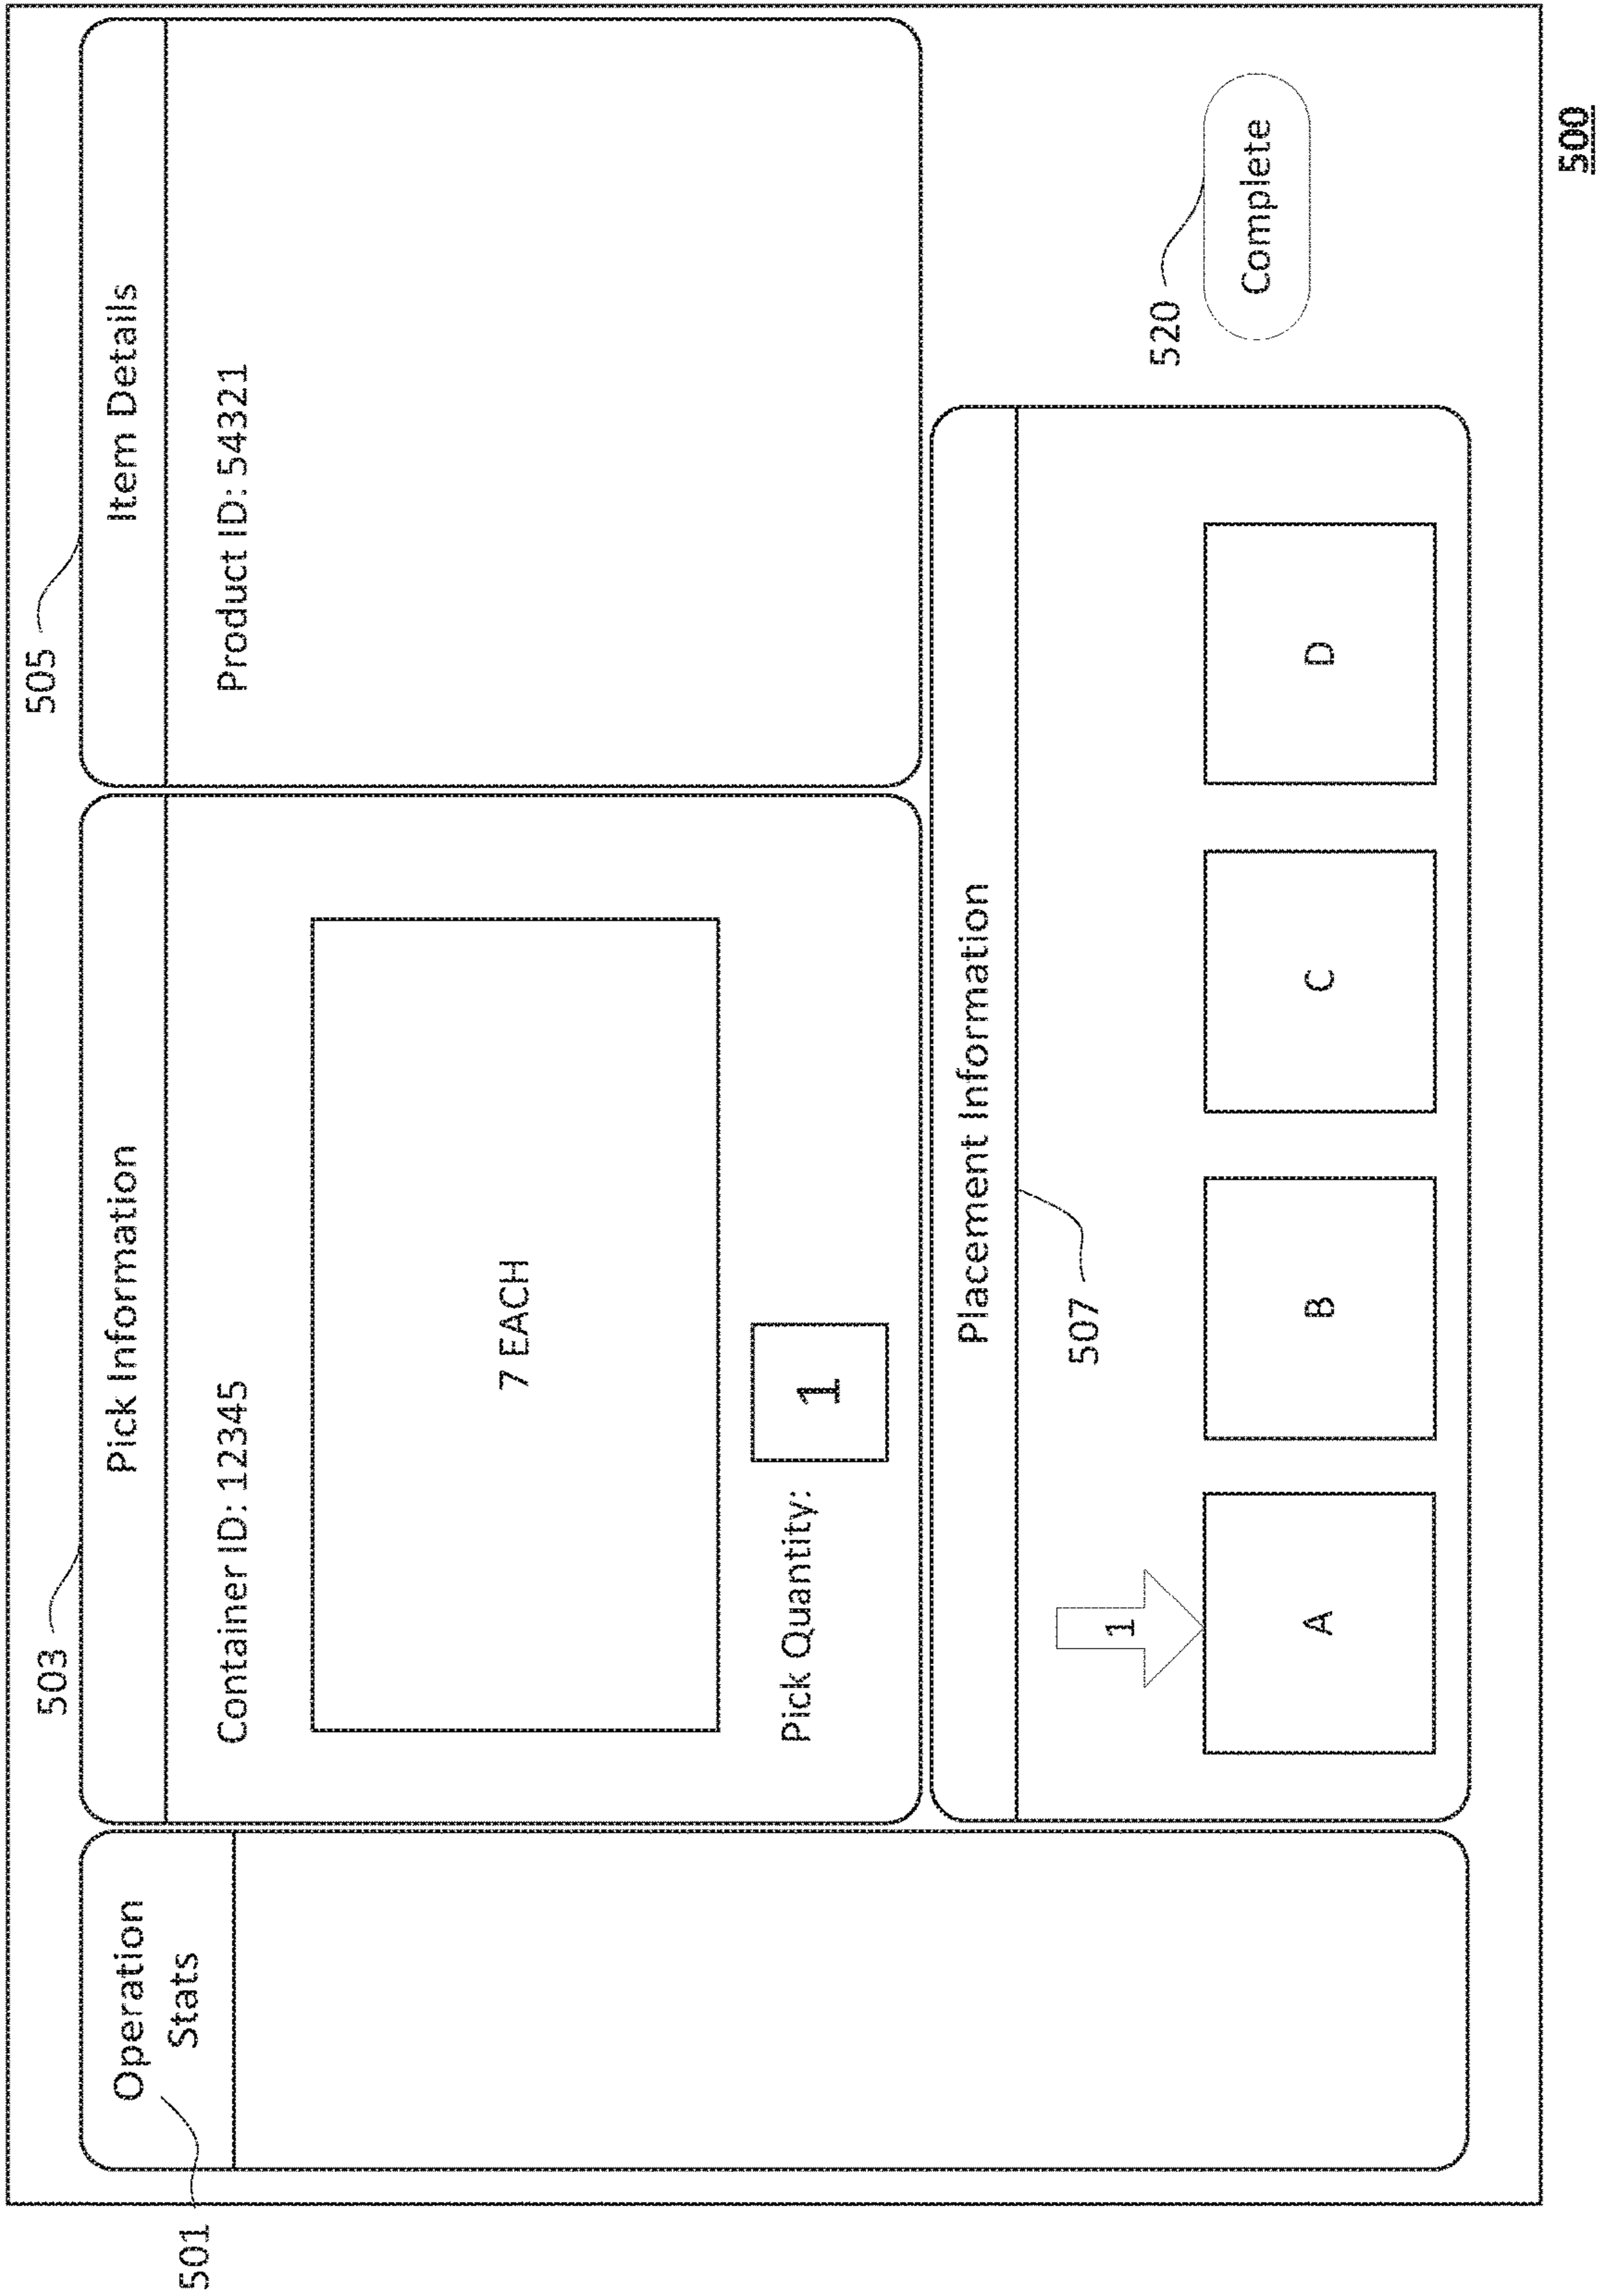 501
Operation
Stats
503
Pick Information
Container ID: 12345
7 EACH
Pick Quantity:
1
505
Item Details
Product ID: 54321
Placement Information
507
1
A
B
C
D
520
Complete
500